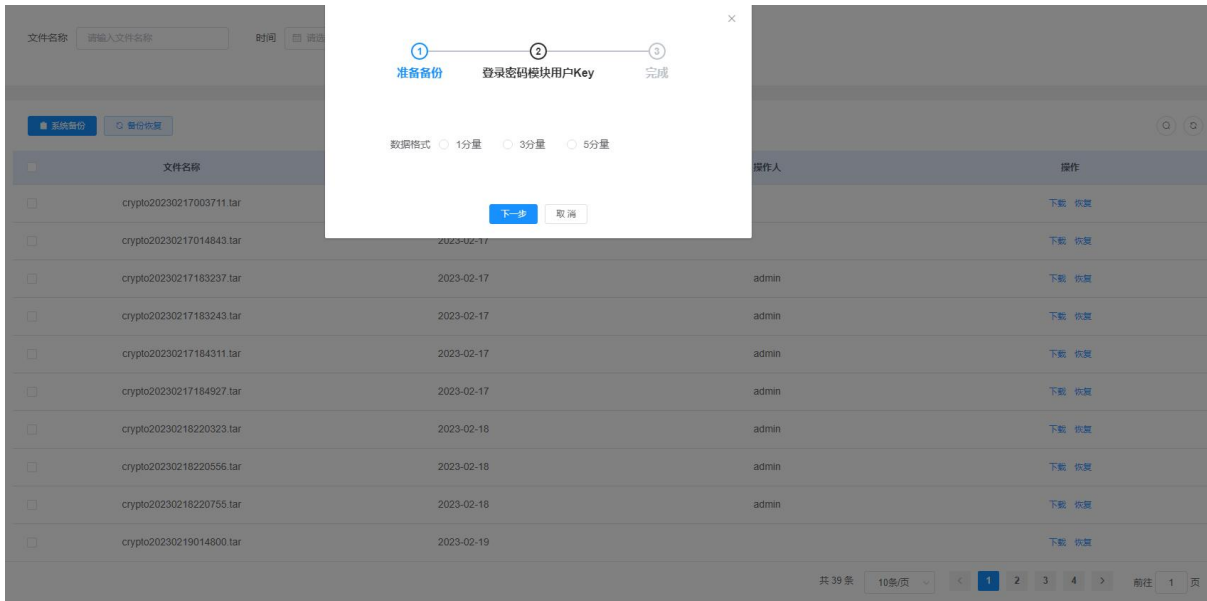 文件名称 请输入文件名称 时间 请选
1 2 3
准备备份 登录密码模块用户Key 完成
数据格式 1分量 3分量 5分量
下一步 取消
系统备份 备份恢复
文件名称 操作人 操作
crypto20230217003711.tar 下载 恢复
crypto20230217014843.tar 2023-02-17 下载 恢复
crypto20230217183237.tar 2023-02-17 admin 下载 恢复
crypto20230217183243.tar 2023-02-17 admin 下载 恢复
crypto20230217184311.tar 2023-02-17 admin 下载 恢复
crypto20230217184927.tar 2023-02-17 admin 下载 恢复
crypto20230218220323.tar 2023-02-18 admin 下载 恢复
crypto20230218220556.tar 2023-02-18 admin 下载 恢复
crypto20230218220755.tar 2023-02-18 admin 下载 恢复
crypto20230219014800.tar 2023-02-19 下载 恢复
共 39 条 10条/页 1 2 3 4 前往 1 页